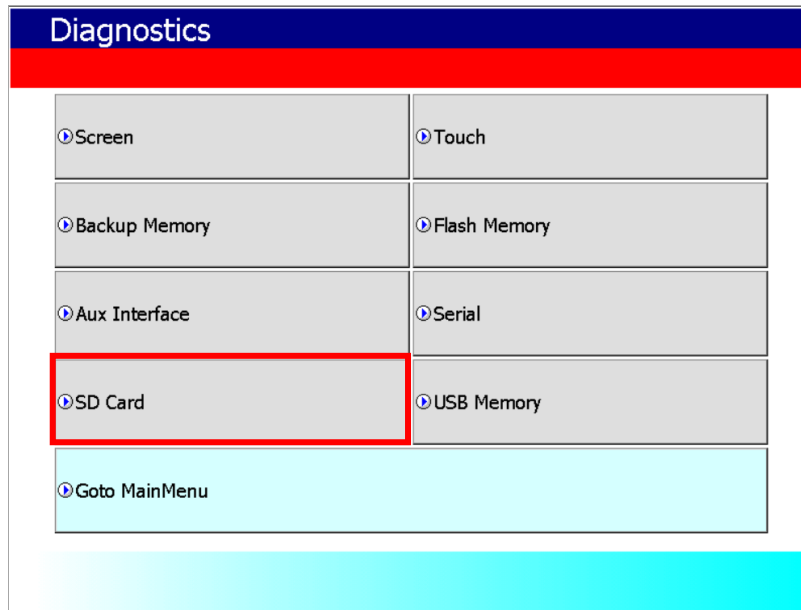 Diagnostics
Screen
Touch
Backup Memory
Flash Memory
Aux Interface
Serial
SD Card
USB Memory
Goto MainMenu